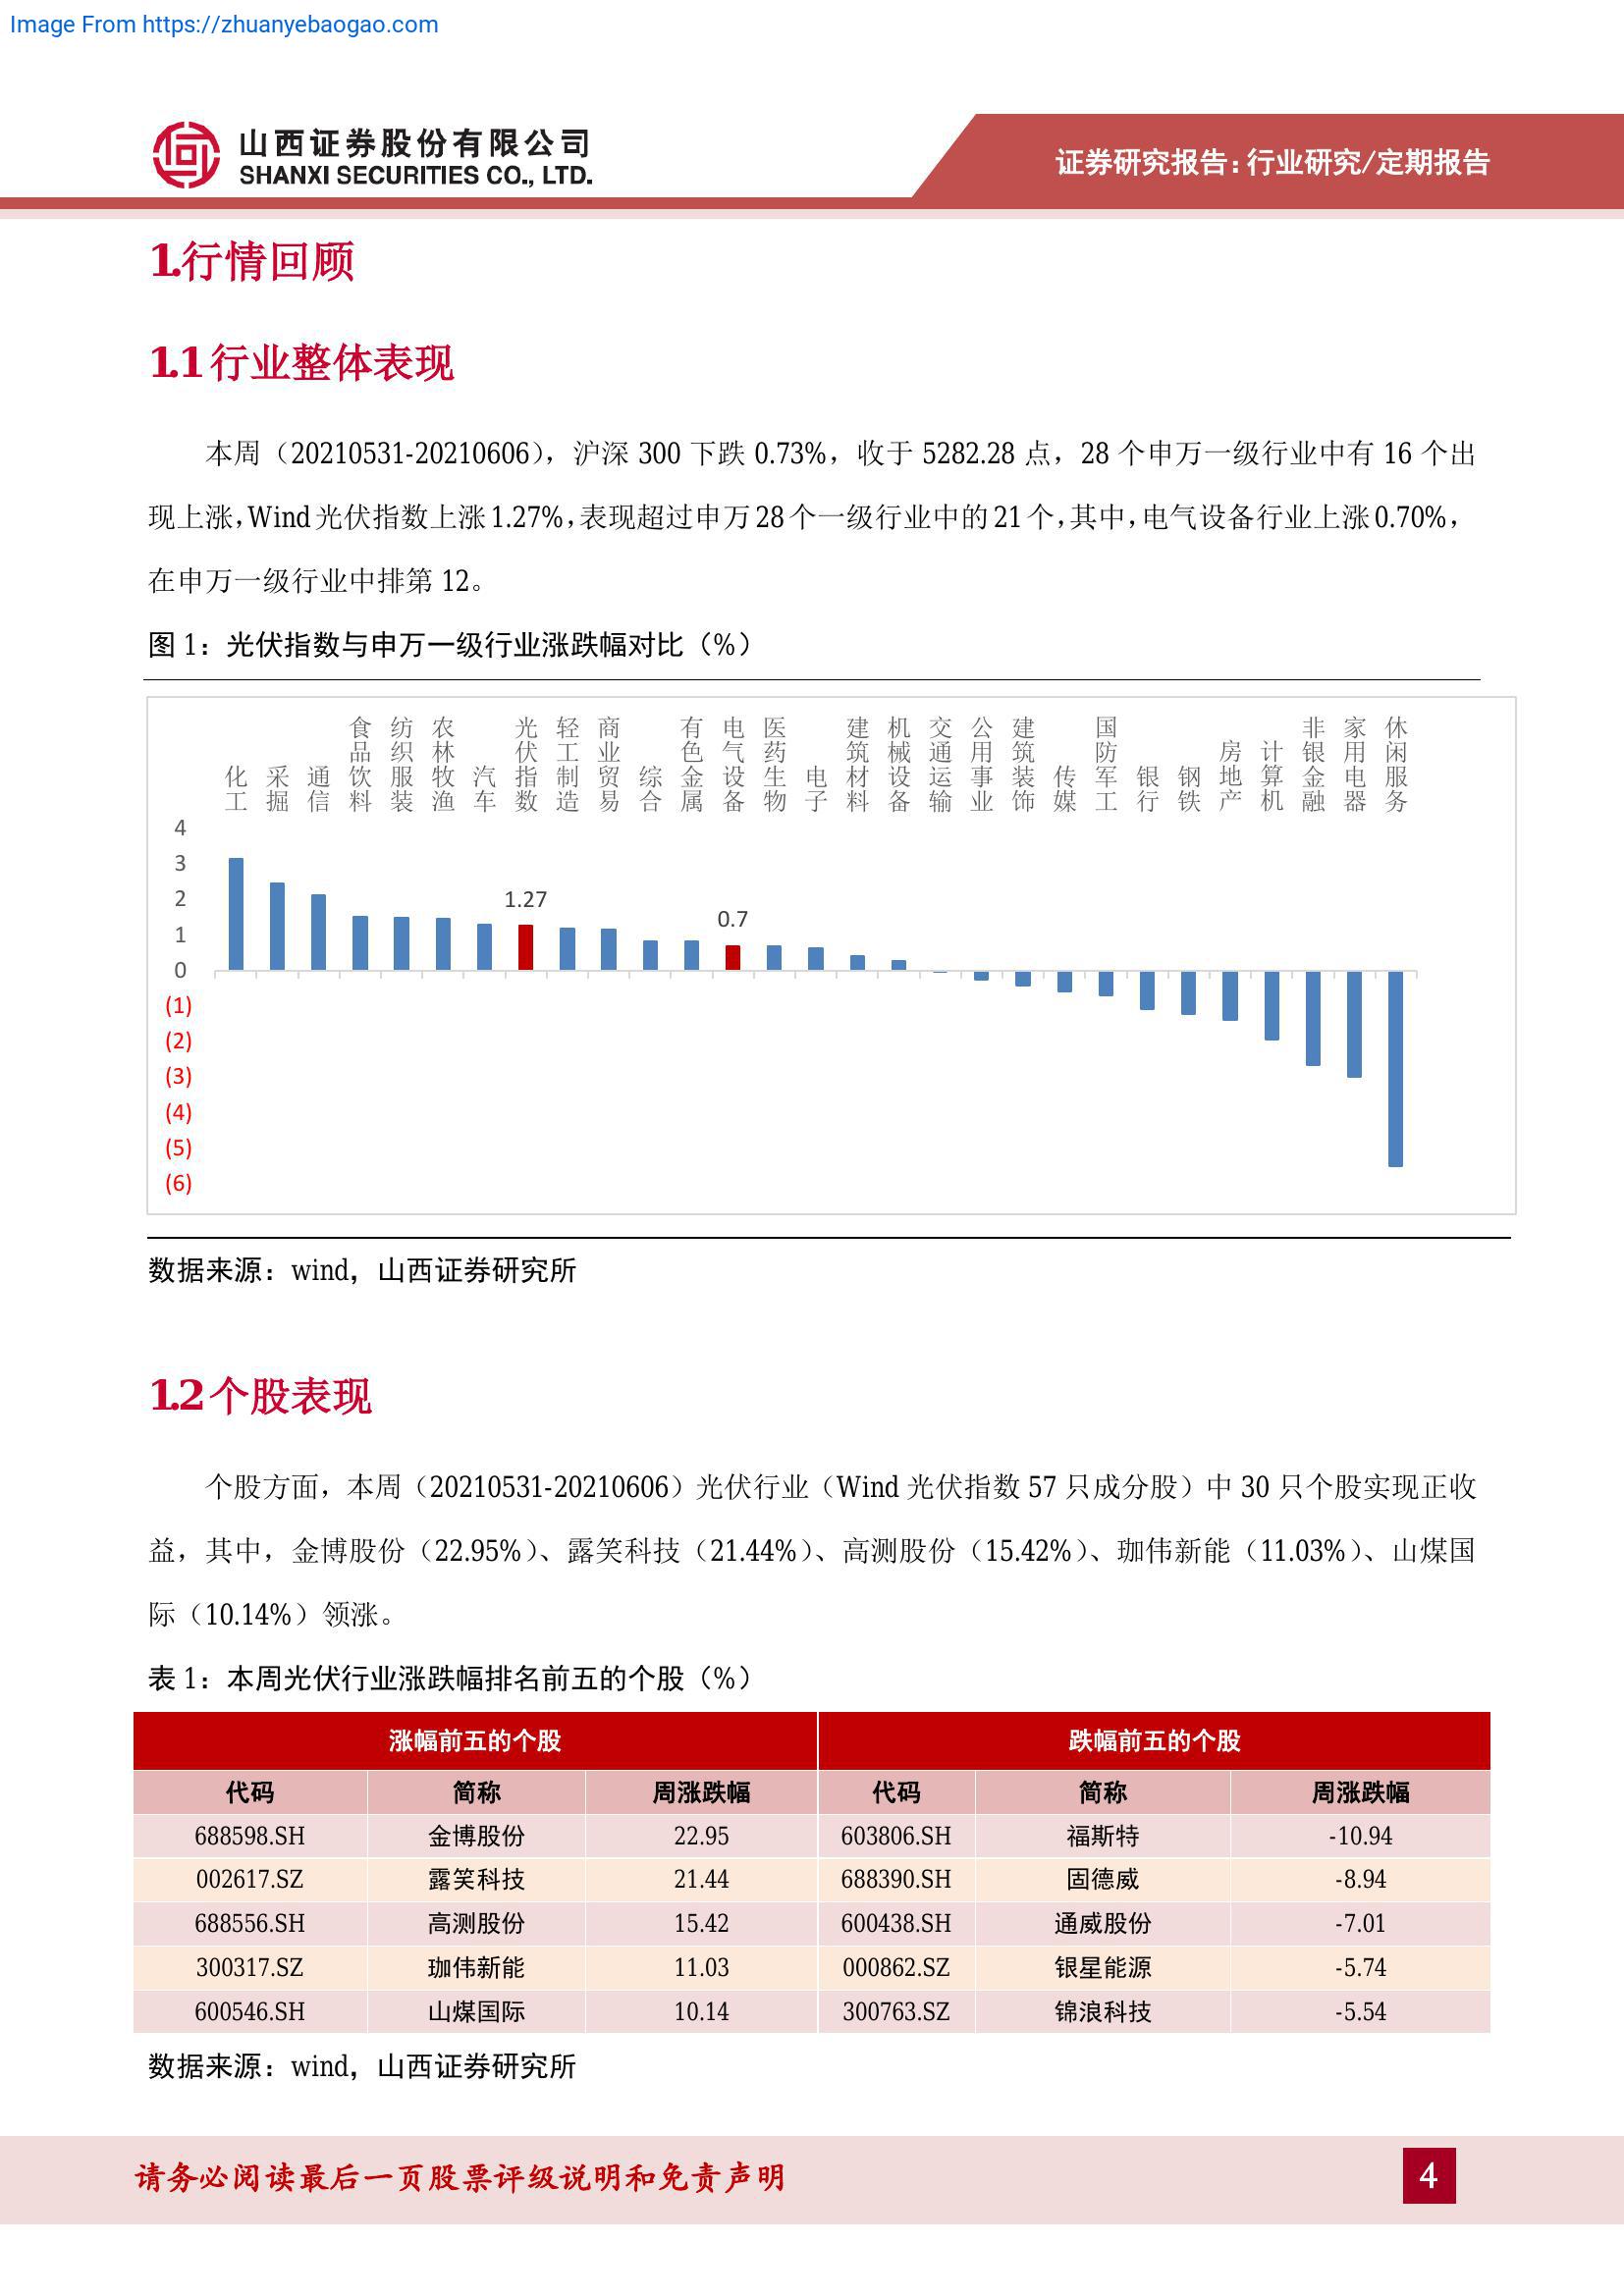 Image From https://zhuanyebaogao.com
山西证券股份有限公司
SHANXI SECURITIES CO., LTD.
证券研究报告:行业研究/定期报告
1.行情回顾
1.1 行业整体表现
本周（20210531-20210606），沪深 300 下跌 0.73%，收于 5282.28 点，28 个申万一级行业中有 16 个出
现上涨，Wind 光伏指数上涨 1.27%，表现超过申万 28 个一级行业中的 21 个，其中，电气设备行业上涨 0.70%，
在申万一级行业中排第 12。
图 1：光伏指数与申万一级行业涨跌幅对比（%）
化工 采掘 通信 食品饮料 纺织服装 农林牧渔 汽车 光伏指数 轻工制造 商业贸易 综合 有色金属 电气设备 医药生物 电子 建筑材料 机械设备 交通运输 公用事业 建筑装饰 传媒 国防军工 银行 钢铁 房地产 计算机 非银金融 家用电器 休闲服务
4
3
2
1
0
(1)
(2)
(3)
(4)
(5)
(6)
1.27
0.7
数据来源：wind，山西证券研究所
1.2 个股表现
个股方面，本周（20210531-20210606）光伏行业（Wind 光伏指数 57 只成分股）中 30 只个股实现正收
益，其中，金博股份（22.95%）、露笑科技（21.44%）、高测股份（15.42%）、珈伟新能（11.03%）、山煤国
际（10.14%）领涨。
表 1：本周光伏行业涨跌幅排名前五的个股（%）
涨幅前五的个股 跌幅前五的个股
代码 简称 周涨跌幅 代码 简称 周涨跌幅
688598.SH 金博股份 22.95 603806.SH 福斯特 -10.94
002617.SZ 露笑科技 21.44 688390.SH 固德威 -8.94
688556.SH 高测股份 15.42 600438.SH 通威股份 -7.01
300317.SZ 珈伟新能 11.03 000862.SZ 银星能源 -5.74
600546.SH 山煤国际 10.14 300763.SZ 锦浪科技 -5.54
数据来源：wind，山西证券研究所
请务必阅读最后一页股票评级说明和免责声明
4